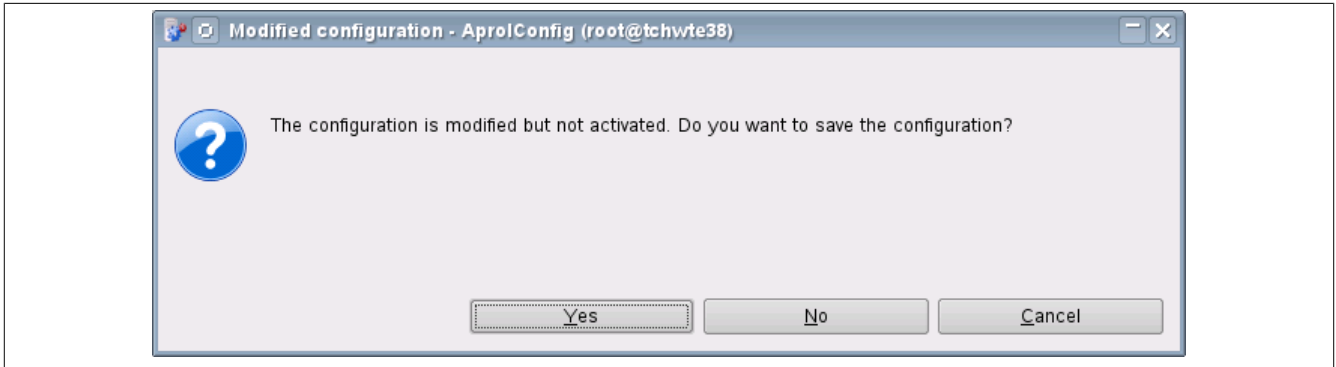 Modified configuration - AprolConfig (root@tchwte38)
The configuration is modified but not activated. Do you want to save the configuration?
Yes
No
Cancel